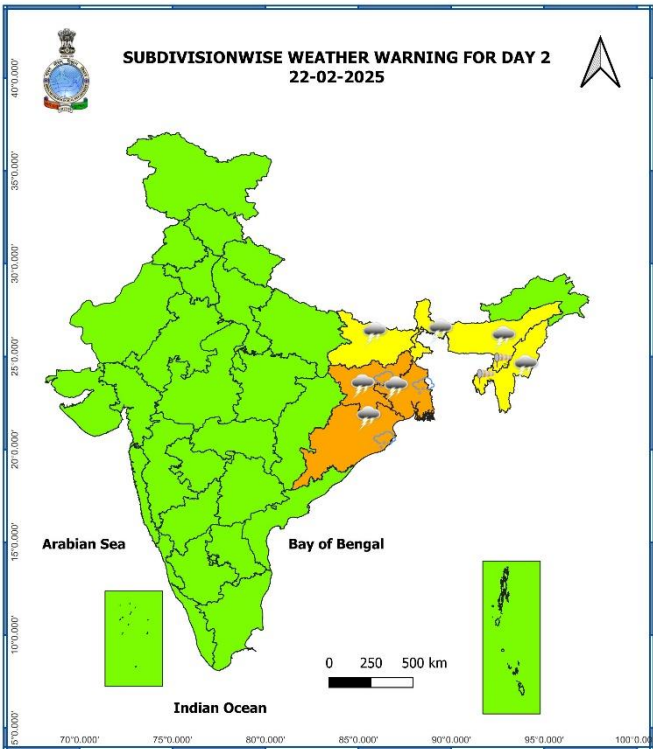 SUBDIVISIONWISE WEATHER WARNING FOR DAY 2
22-02-2025
40°0.000'
35°0.000'
30°0.000'
25°0.000'
20°0.000'
15°0.000'
10°0.000'
5°0.000'
Arabian Sea
Bay of Bengal
0 250 500 km
Indian Ocean
70°0.000' 75°0.000' 80°0.000' 85°0.000' 90°0.000' 95°0.000' 100°0.00